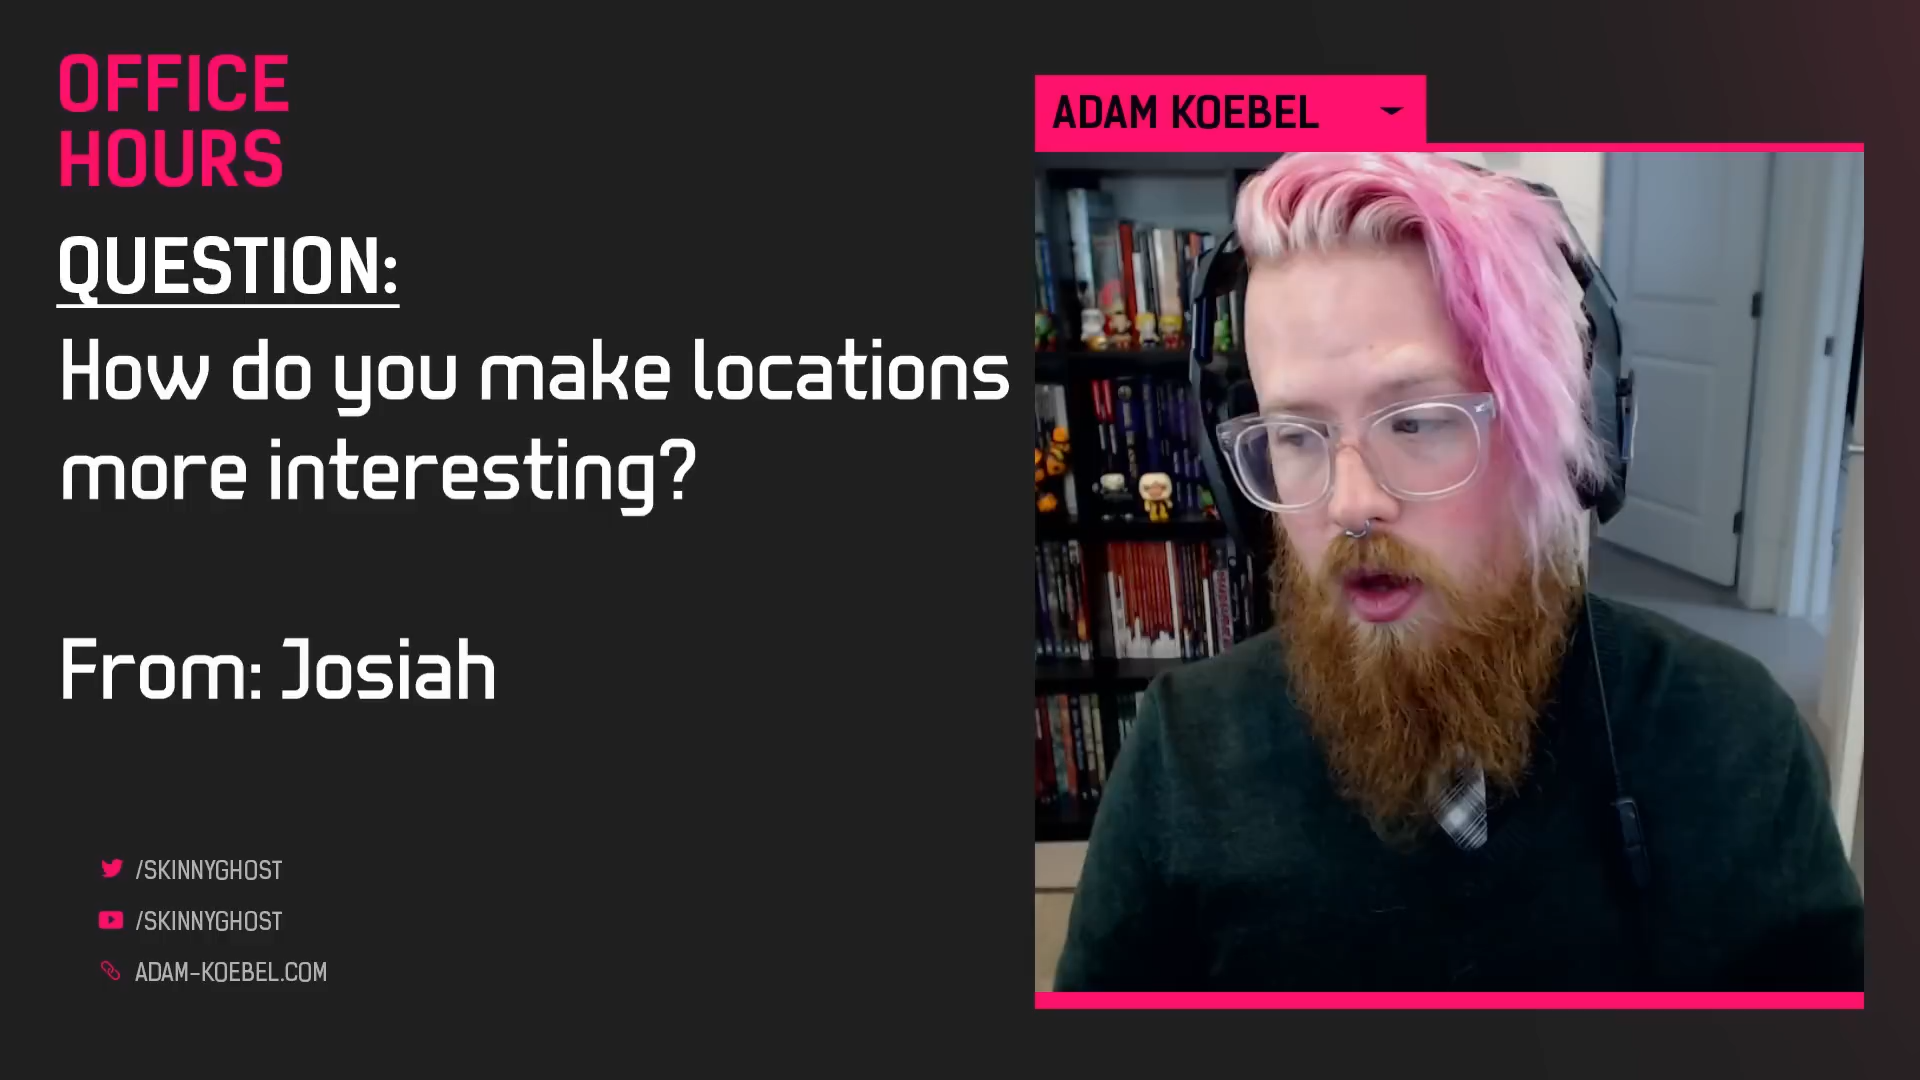 OFFICE
HOURS
QUESTION:
How do you make locations
more interesting?
From: Josiah
/SKINNYGHOST
/SKINNYGHOST
ADAM-KOEBEL.COM
ADAM KOEBEL